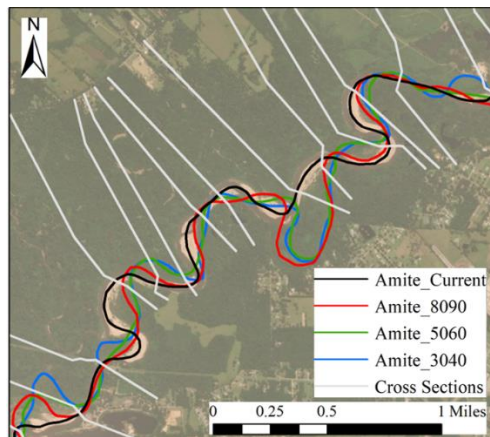 N
Amite_Current
Amite_8090
Amite_5060
Amite_3040
Cross Sections
0 0.25 0.5 1 Miles